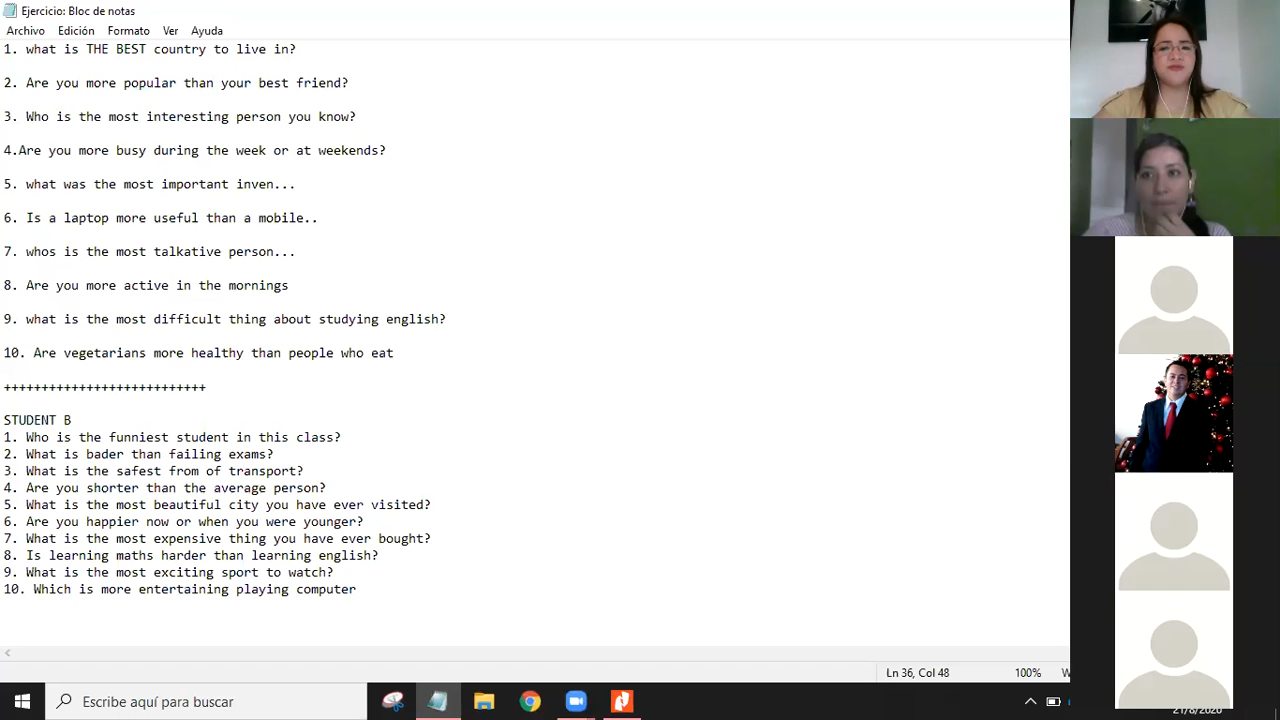 Ejercicio: Bloc de notas
Archivo Edición Formato Ver Ayuda
1. what is THE BEST country to live in?
2. Are you more popular than your best friend?
3. Who is the most interesting person you know?
4.Are you more busy during the week or at weekends?
5. what was the most important inven...
6. Is a laptop more useful than a mobile..
7. whos is the most talkative person...
8. Are you more active in the mornings
9. what is the most difficult thing about studying english?
10. Are vegetarians more healthy than people who eat
+++++++++++++++++++++++++++
STUDENT B
1. Who is the funniest student in this class?
2. What is bader than failing exams?
3. What is the safest from of transport?
4. Are you shorter than the average person?
5. What is the most beautiful city you have ever visited?
6. Are you happier now or when you were younger?
7. What is the most expensive thing you have ever bought?
8. Is learning maths harder than learning english?
9. What is the most exciting sport to watch?
10. Which is more entertaining playing computer
Ln 36, Col 48 100% W
Escribe aquí para buscar
21/8/2020